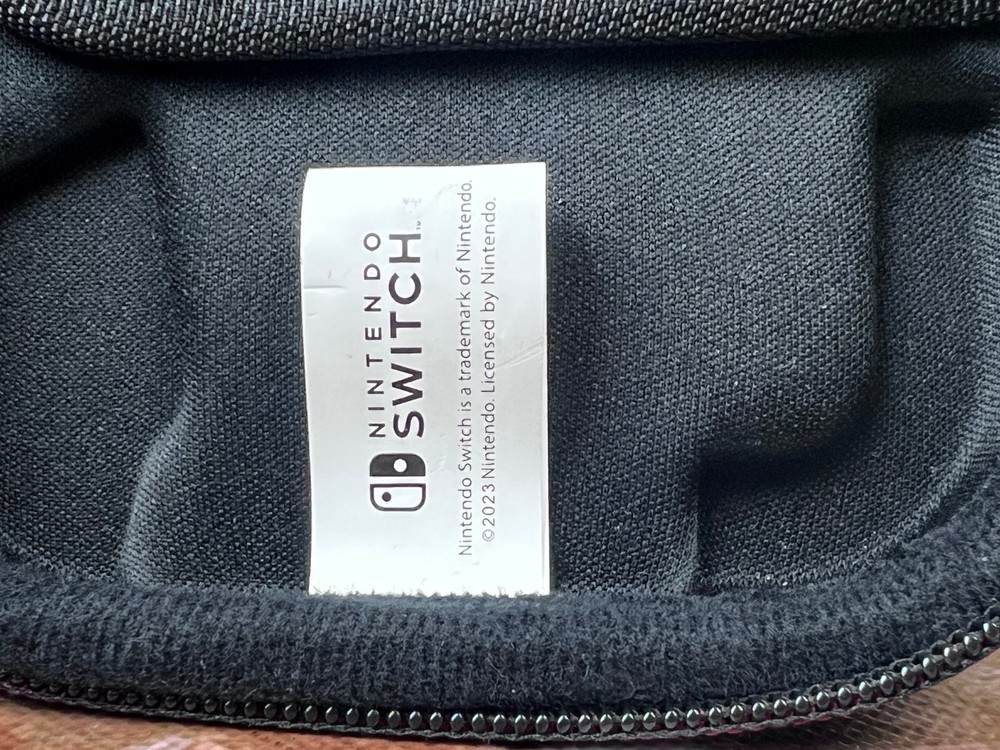 NINTENDO
SWITCH™
Nintendo Switch is a trademark of Nintendo.
©2023 Nintendo. Licensed by Nintendo.